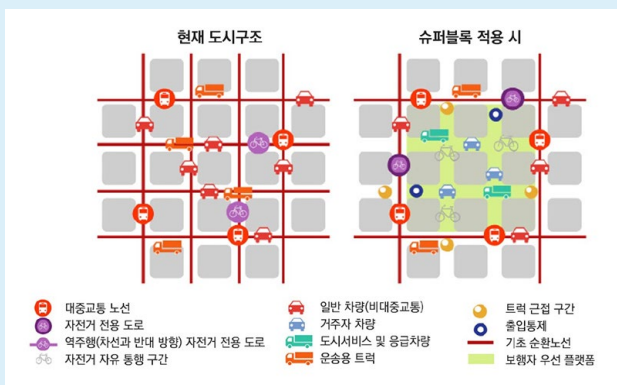 현재 도시구조
슈퍼블록 적용 시
대중교통 노선
자전거 전용 도로
역주행(차선과 반대 방향) 자전거 전용 도로
자전거 자유 통행 구간
일반 차량(비대중교통)
거주자 차량
도시서비스 및 응급차량
운송용 트럭
트럭 근접 구간
출입통제
기초 순환노선
보행자 우선 플랫폼